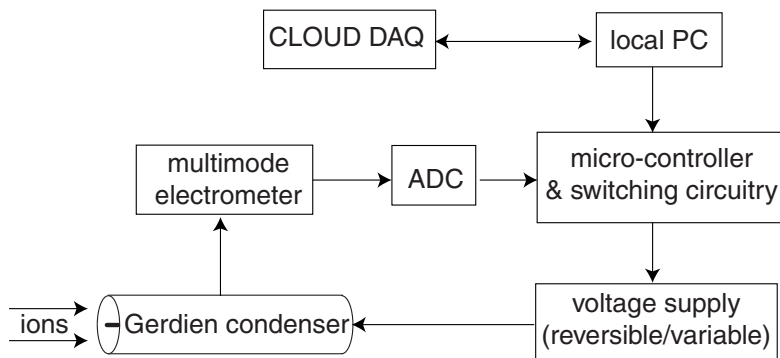 CLOUD DAQ
local PC
multimode
electrometer
ADC
micro-controller
& switching circuitry
ions
Gerdien condenser
voltage supply
(reversible/variable)